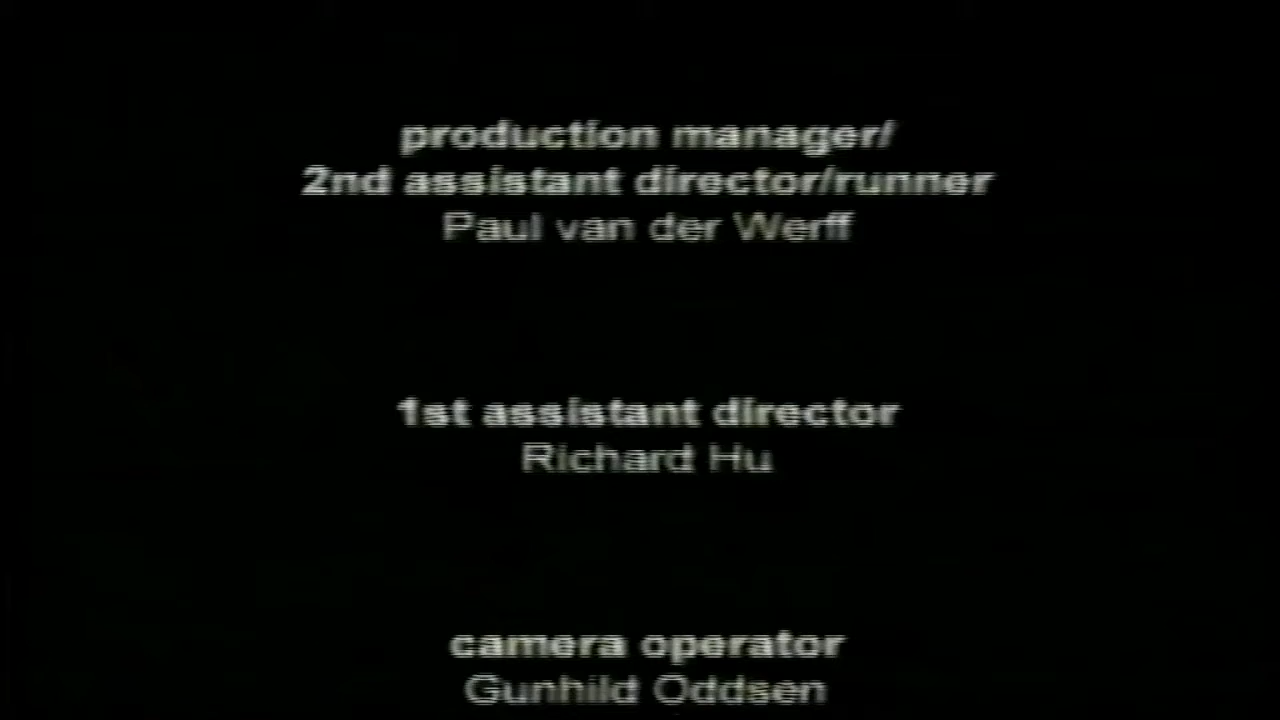 production manager/
2nd assistant director/runner
Paul van der Werff
1st assistant director
Richard Hu
camera operator
Gunhild Oddsen